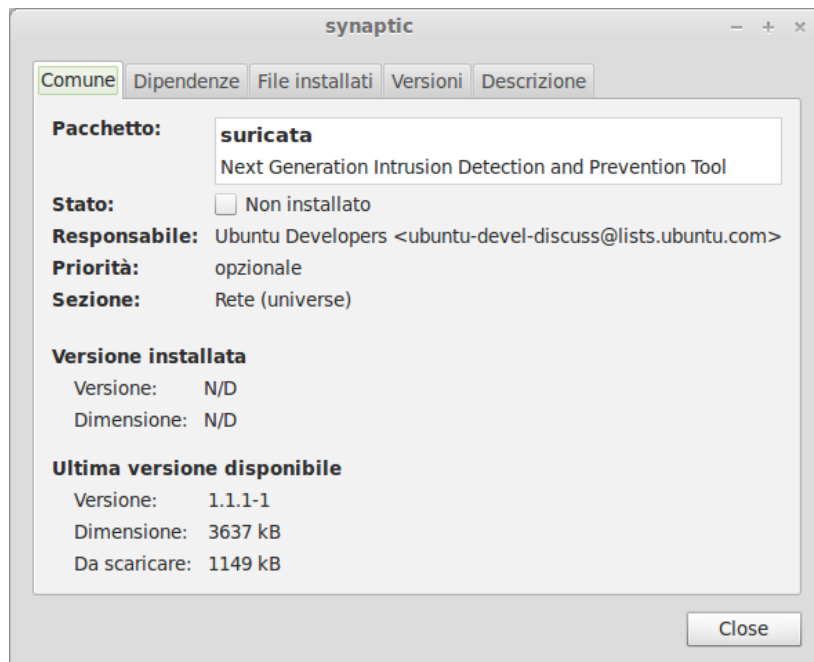 synaptic
Comune Dipendenze File installati Versioni Descrizione
Pacchetto: suricata
Next Generation Intrusion Detection and Prevention Tool
Stato: Non installato
Responsabile: Ubuntu Developers <ubuntu-devel-discuss@lists.ubuntu.com>
Priorità: opzionale
Sezione: Rete (universe)
Versione installata
Versione: N/D
Dimensione: N/D
Ultima versione disponibile
Versione: 1.1.1-1
Dimensione: 3637 kB
Da scaricare: 1149 kB
Close